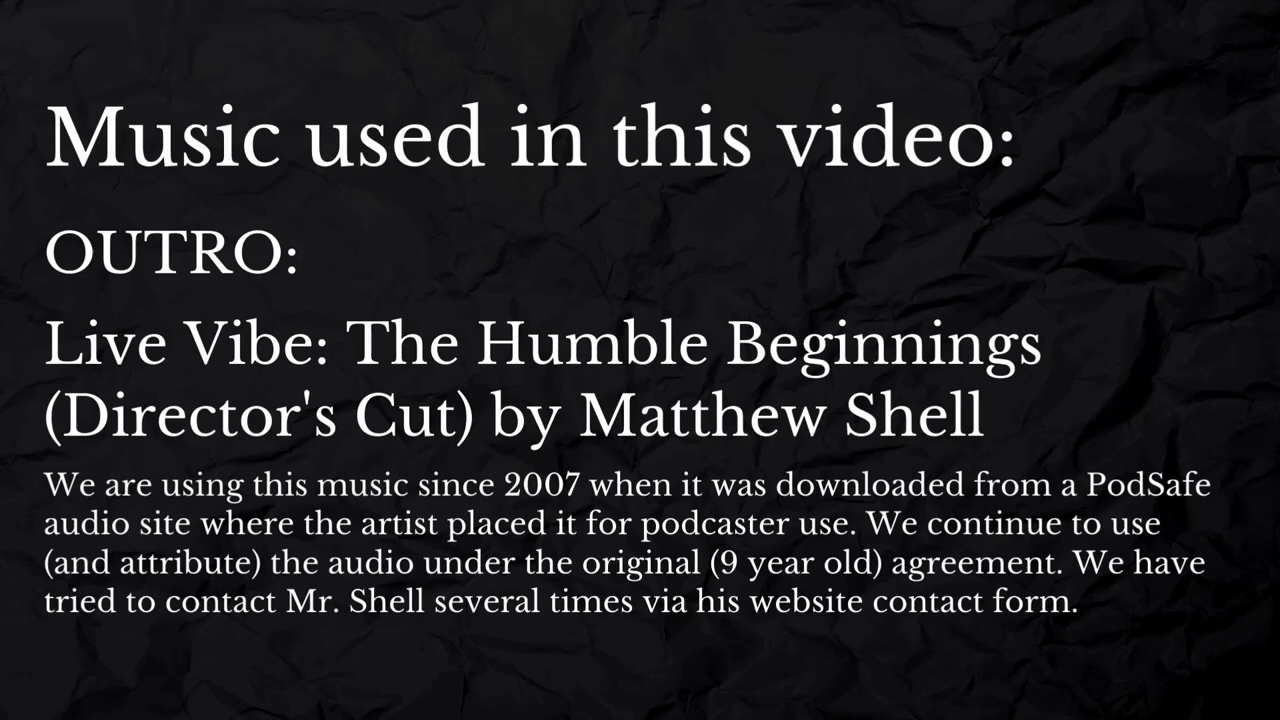 Music used in this video:
OUTRO:
Live Vibe: The Humble Beginnings
(Director's Cut) by Matthew Shell
We are using this music since 2007 when it was downloaded from a PodSafe
audio site where the artist placed it for podcaster use. We continue to use
(and attribute) the audio under the original (9 year old) agreement. We have
tried to contact Mr. Shell several times via his website contact form.